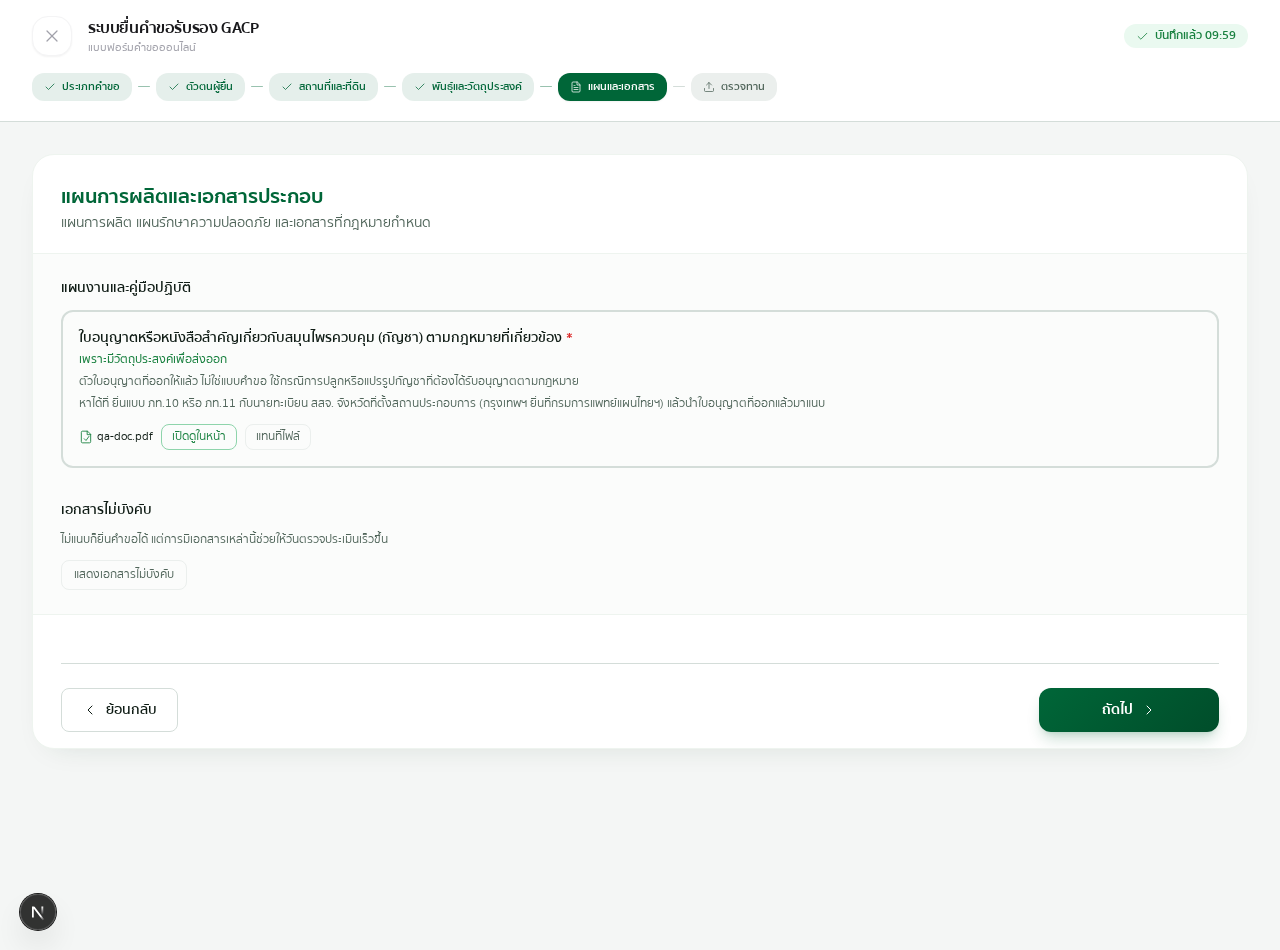 ระบบยื่นคำขอรับรอง GACP
แบบฟอร์มคำขอออนไลน์
บันทึกแล้ว 09:59
ประเภทคำขอ
ตัวตนผู้ยื่น
สถานที่และที่ดิน
พันธุ์และวัตถุประสงค์
แผนและเอกสาร
ตรวจทาน
แผนการผลิตและเอกสารประกอบ
แผนการผลิต แผนรักษาความปลอดภัย และเอกสารที่กฎหมายกำหนด
แผนงานและคู่มือปฏิบัติ
ใบอนุญาตหรือหนังสือสำคัญเกี่ยวกับสมุนไพรควบคุม (กัญชา) ตามกฎหมายที่เกี่ยวข้อง *
เพราะมีวัตถุประสงค์เพื่อส่งออก
ตัวใบอนุญาตที่ออกให้แล้ว ไม่ใช่แบบคำขอ ใช้กรณีการปลูกหรือแปรรูปกัญชาที่ต้องได้รับอนุญาตตามกฎหมาย
หาได้ที่ ยื่นแบบ ภท.10 หรือ ภท.11 กับนายทะเบียน สสจ. จังหวัดที่ตั้งสถานประกอบการ (กรุงเทพฯ ยื่นที่กรมการแพทย์แผนไทยฯ) แล้วนำใบอนุญาตที่ออกแล้วมาแนบ
qa-doc.pdf
เปิดดูในหน้า
แทนที่ไฟล์
เอกสารไม่บังคับ
ไม่แนบก็ยื่นคำขอได้ แต่การมีเอกสารเหล่านี้ช่วยให้วันตรวจประเมินเร็วขึ้น
แสดงเอกสารไม่บังคับ
ย้อนกลับ
ถัดไป
N